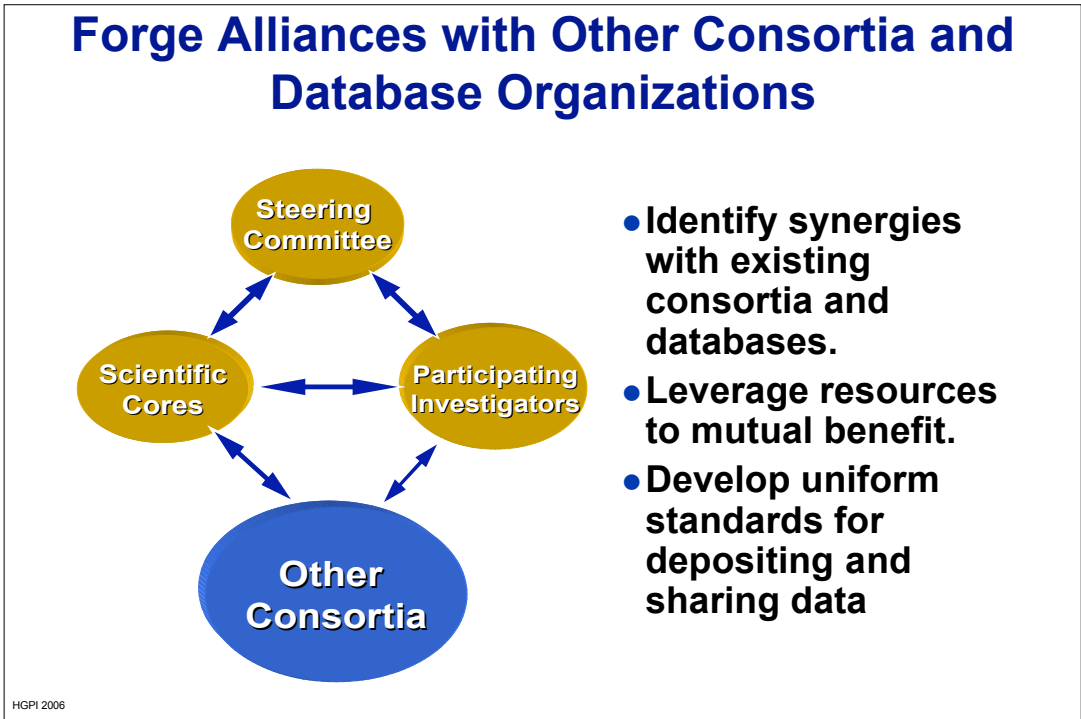 Forge Alliances with Other Consortia and
Database Organizations
Steering
Committee
Scientific
Cores
Participating
Investigators
Other
Consortia
●Identify synergies
with existing
consortia and
databases.
●Leverage resources
to mutual benefit.
●Develop uniform
standards for
depositing and
sharing data
HGPI 2006